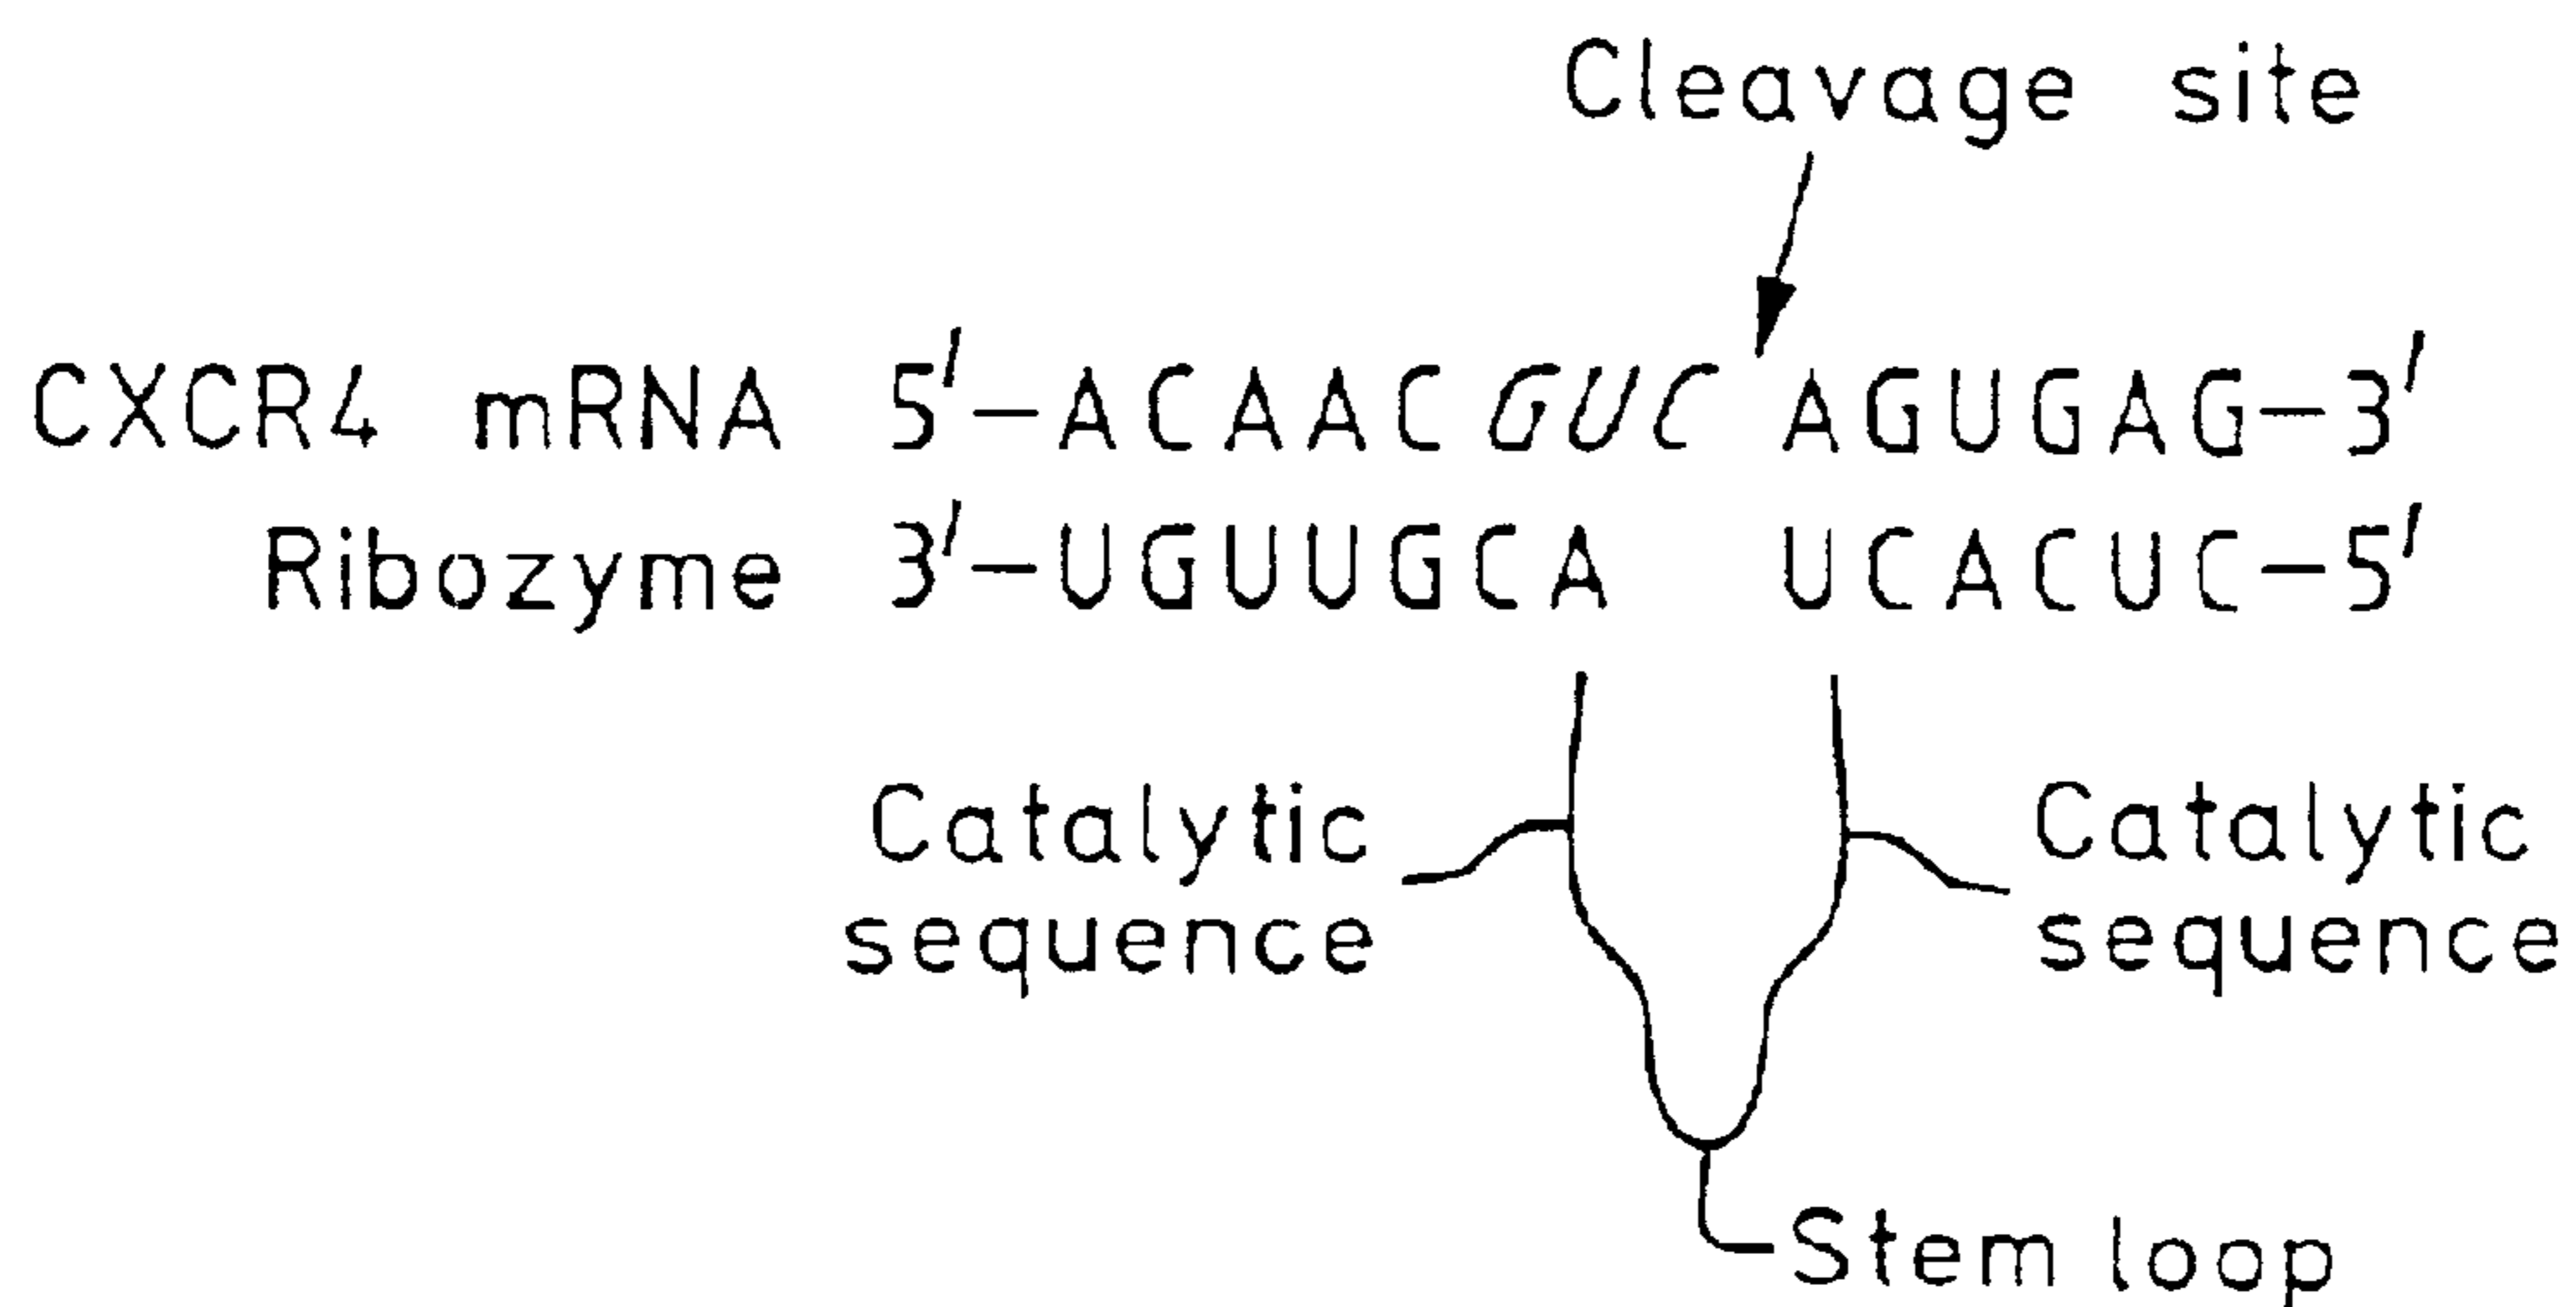 Cleavage site
CXCR4 mRNA 5'-ACAACGUC AGUGAG-3'
Ribozyme 3'-UGUUGCA UCACUC-5'
Catalytic sequence
Catalytic sequence
Stem loop